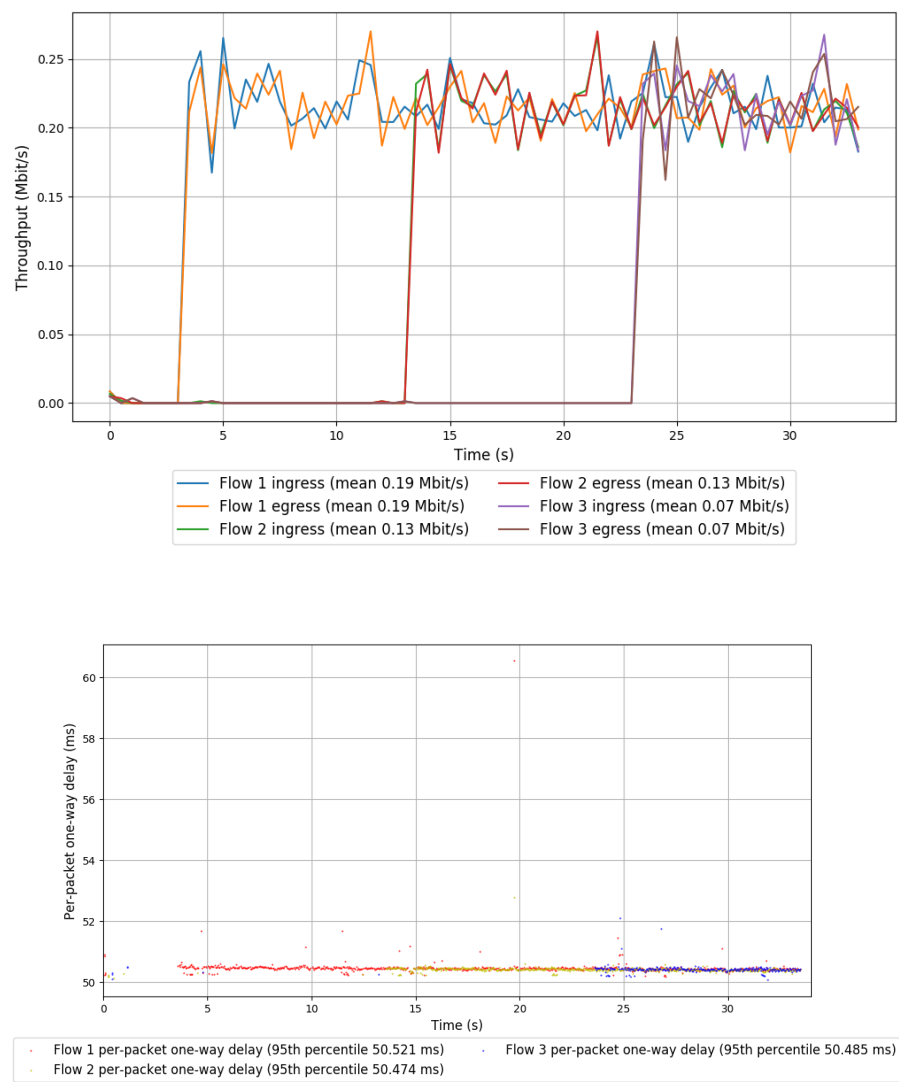 0.25
0.20
0.15
0.10
0.05
0.00
Throughput (Mbit/s)
0 5 10 15 20 25 30
Time (s)
Flow 1 ingress (mean 0.19 Mbit/s) Flow 2 egress (mean 0.13 Mbit/s)
Flow 1 egress (mean 0.19 Mbit/s) Flow 3 ingress (mean 0.07 Mbit/s)
Flow 2 ingress (mean 0.13 Mbit/s) Flow 3 egress (mean 0.07 Mbit/s)
60
58
56
54
52
50
Per-packet one-way delay (ms)
0 5 10 15 20 25 30
Time (s)
Flow 1 per-packet one-way delay (95th percentile 50.521 ms) Flow 3 per-packet one-way delay (95th percentile 50.485 ms)
Flow 2 per-packet one-way delay (95th percentile 50.474 ms)